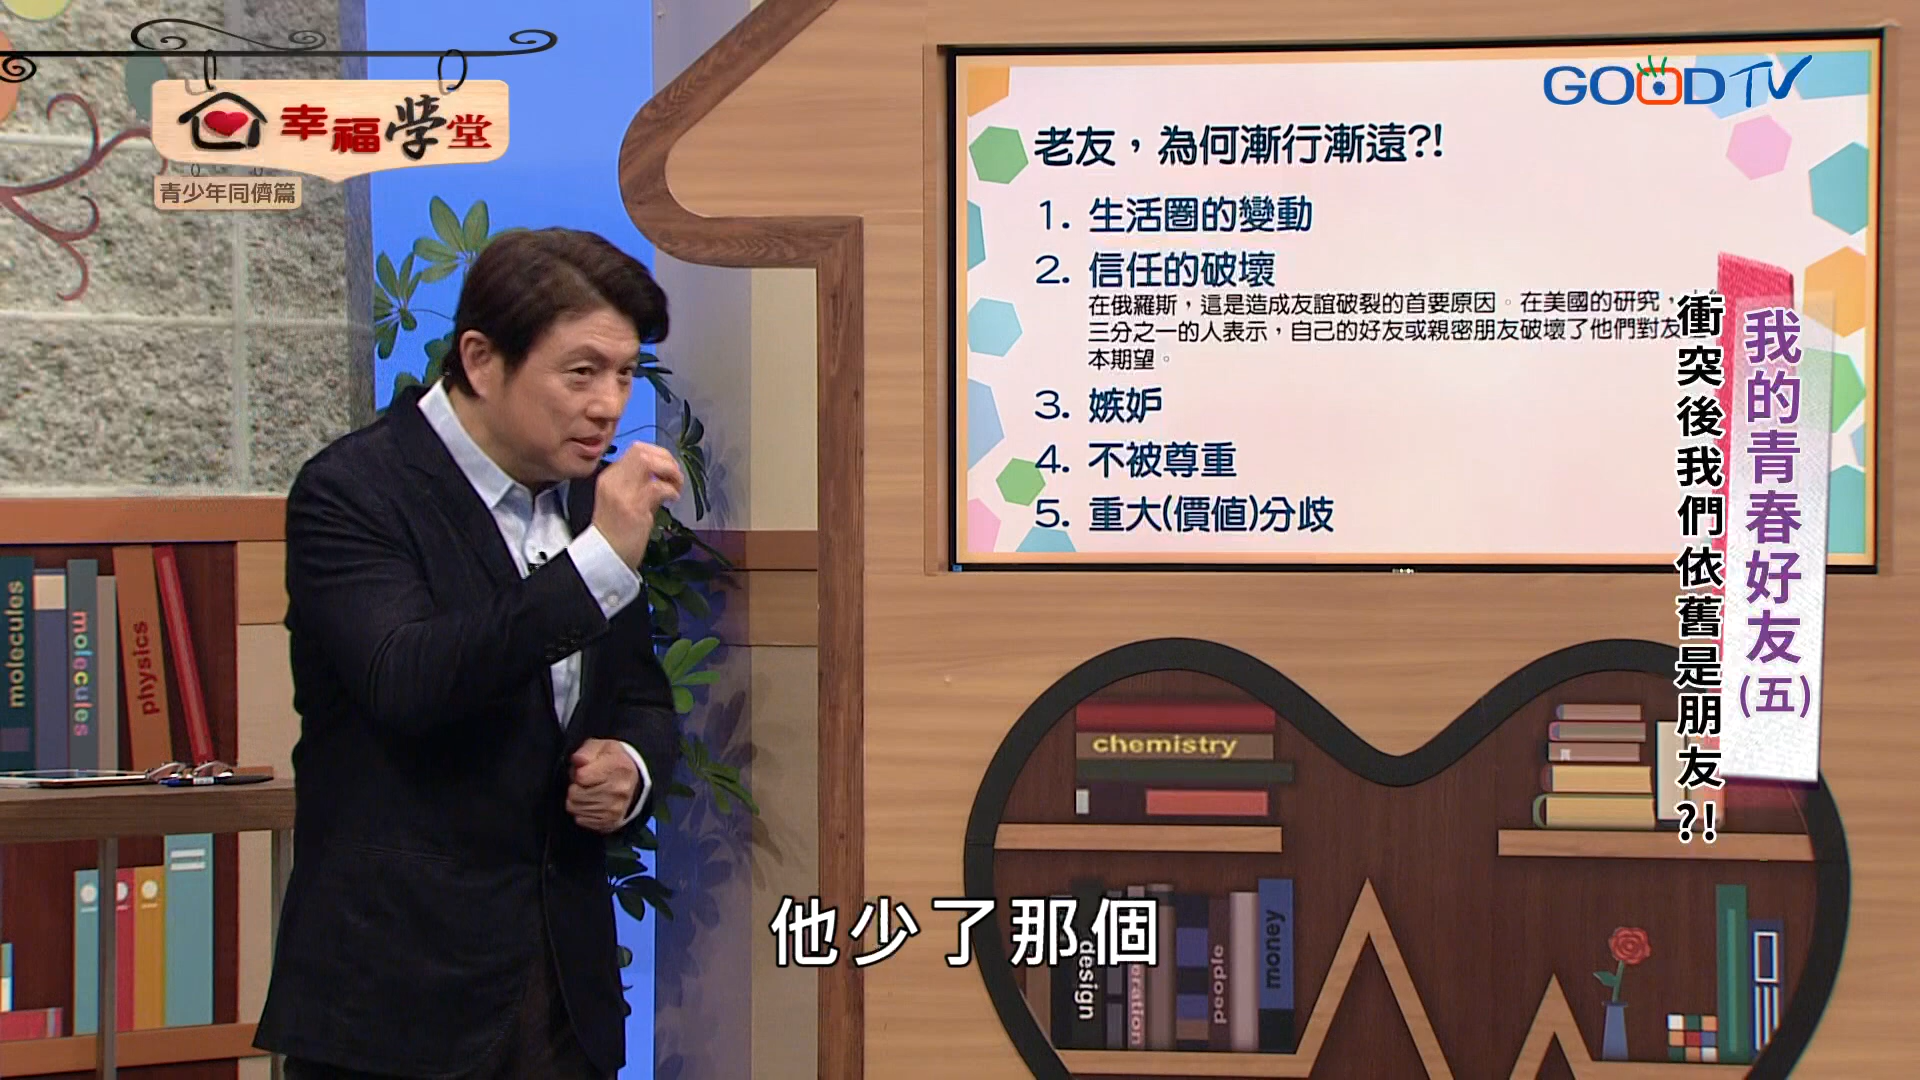 幸福學堂
青少年同儕篇
GOOD TV
老友，為何漸行漸遠?!
1. 生活圈的變動
2. 信任的破壞
在俄羅斯，這是造成友誼破裂的首要原因。在美國的研究，
三分之一的人表示，自己的好友或親密朋友破壞了他們對友
本期望。
3. 嫉妒
4. 不被尊重
5. 重大(價值)分歧
我的青春好友(五)
衝突後我們依舊是朋友?!
molecules
molecules
physics
chemistry
design
eration
people
money
他少了那個